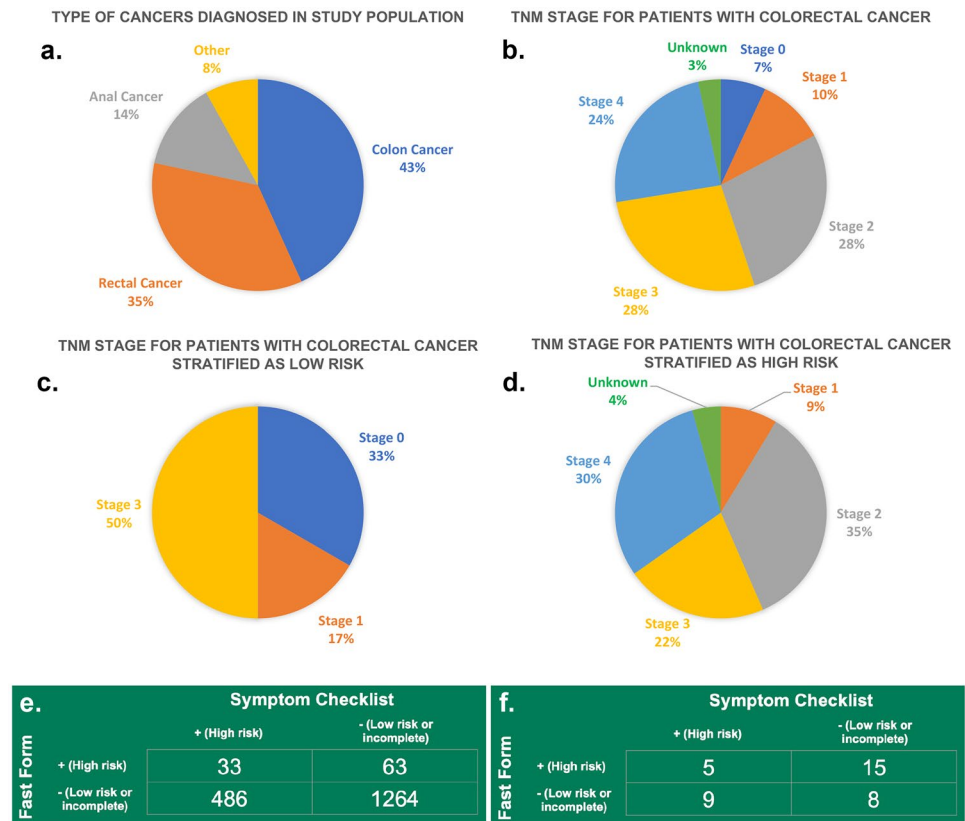 TYPE OF CANCERS DIAGNOSED IN STUDY POPULATION
a.
Other
8%
Anal Cancer
14%
Colon Cancer
43%
Rectal Cancer
35%
TNM STAGE FOR PATIENTS WITH COLORECTAL CANCER
b.
Unknown
3%
Stage 0
7%
Stage 1
10%
Stage 4
24%
Stage 2
28%
Stage 3
28%
TNM STAGE FOR PATIENTS WITH COLORECTAL CANCER
STRATIFIED AS LOW RISK
c.
Stage 0
33%
Stage 3
50%
Stage 1
17%
TNM STAGE FOR PATIENTS WITH COLORECTAL CANCER
STRATIFIED AS HIGH RISK
d.
Unknown
4%
Stage 1
9%
Stage 4
30%
Stage 2
35%
Stage 3
22%
e.
Symptom Checklist
+ (High risk)
- (Low risk or
incomplete)
Fast Form
+ (High risk)
33
63
- (Low risk or
incomplete)
486
1264
f.
Symptom Checklist
+ (High risk)
- (Low risk or
incomplete)
Fast Form
+ (High risk)
5
15
- (Low risk or
incomplete)
9
8